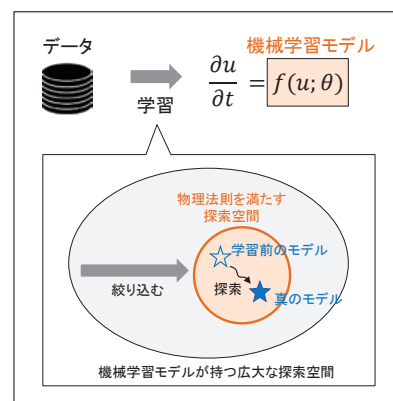 機械学習モデル
データ
学習
∂u/∂t = f(u; θ)
物理法則を満たす
探索空間
学習前のモデル
探索
真のモデル
絞り込む
機械学習モデルが持つ広大な探索空間